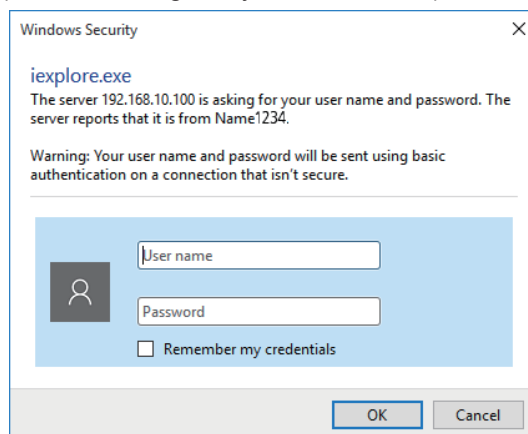 Windows Security
iexplore.exe
The server 192.168.10.100 is asking for your user name and password. The
server reports that it is from Name1234.
Warning: Your user name and password will be sent using basic
authentication on a connection that isn't secure.
User name
Password
Remember my credentials
OK Cancel